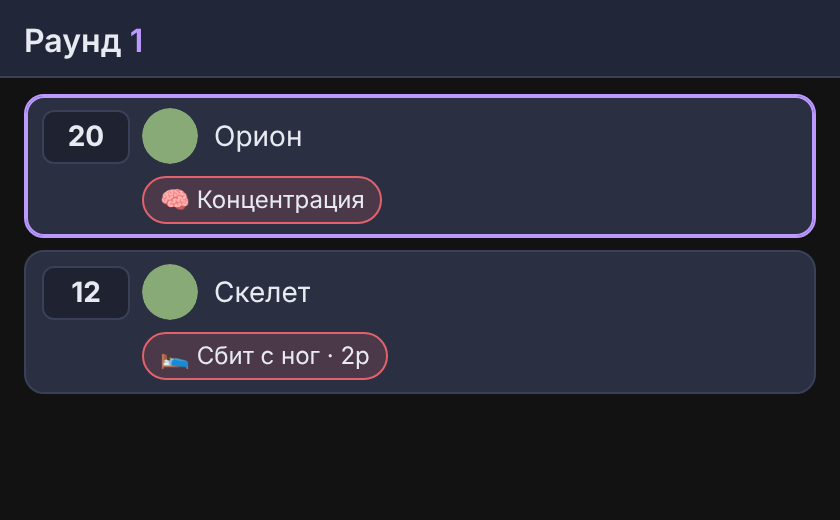 Раунд 1
20 Орион
🧠 Концентрация
12 Скелет
🛌 Сбит с ног · 2р